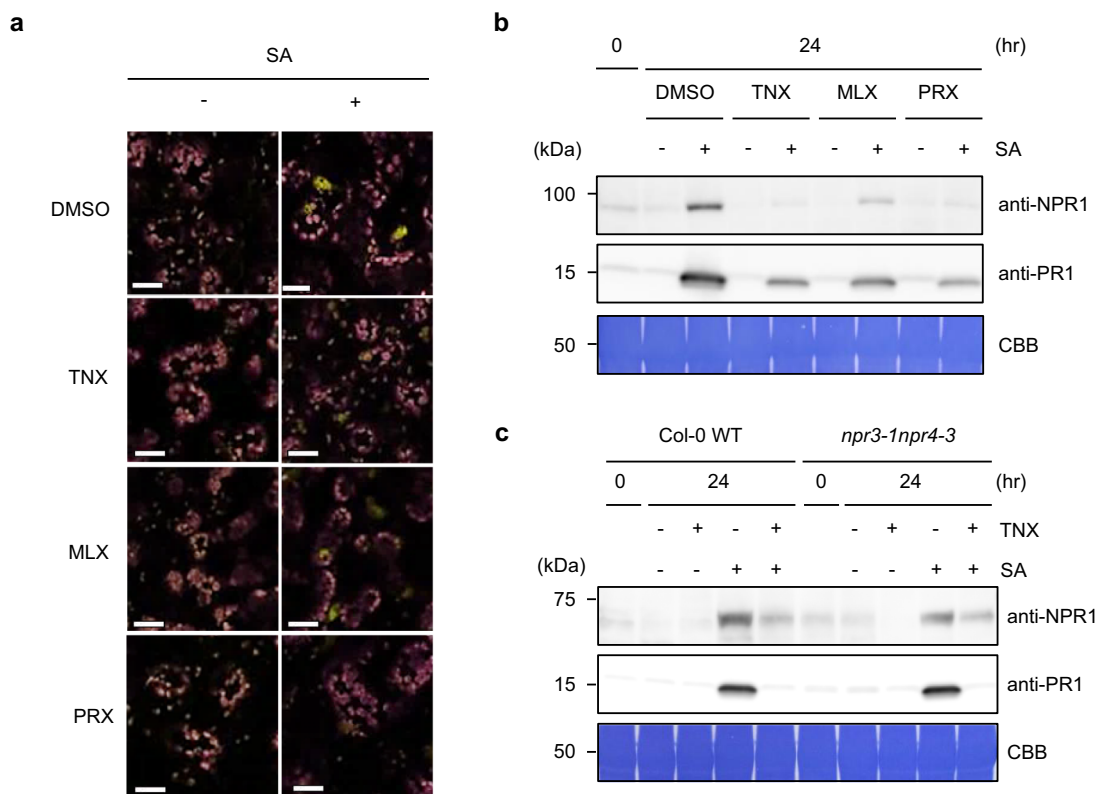 a
SA
- +
DMSO
TNX
MLX
PRX
b
0 24 (hr)
DMSO TNX MLX PRX
(kDa) - + - + - + - + SA
100 anti-NPR1
15 anti-PR1
50 CBB
c
Col-0 WT npr3-1npr4-3
0 24 0 24 (hr)
- + - + - + - + TNX
(kDa) - - + + - - + + SA
75 anti-NPR1
15 anti-PR1
50 CBB